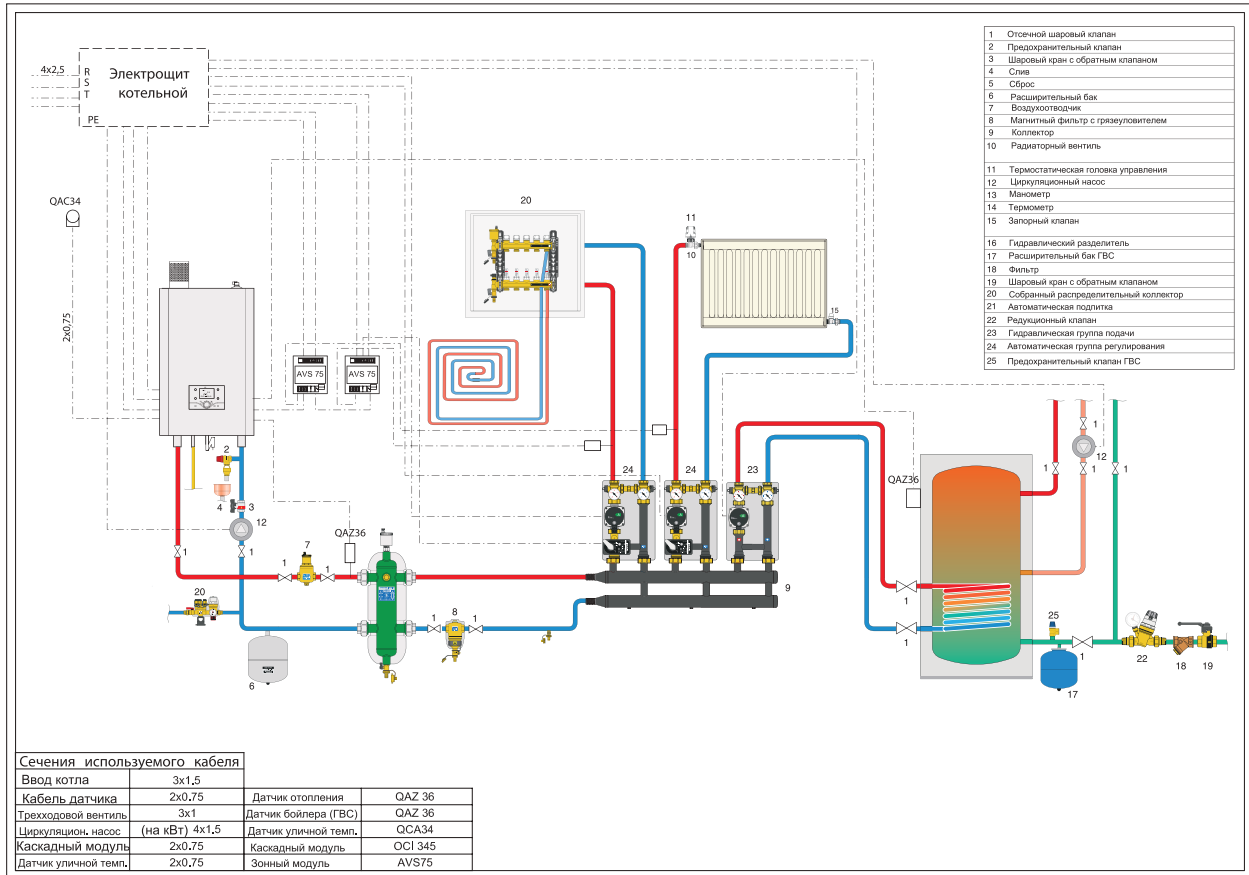 4x2,5
R
S
T
PE
Электрощит
котельной
QAC34
2x0,75
AVS 75
AVS 75
20
11
10
15
2
4
3
12
1
1
7
1
1
QAZ36
20
6
8
1
1
24
24
23
9
QAZ36
1
1
1
1
12
1
1
1
25
17
1
22
18
19
1 Отсечной шаровый клапан
2 Предохранительный клапан
3 Шаровый кран с обратным клапаном
4 Слив
5 Сброс
6 Расширительный бак
7 Воздухоотводчик
8 Магнитный фильтр с грязеуловителем
9 Коллектор
10 Радиаторный вентиль
11 Термостатическая головка управления
12 Циркуляционный насос
13 Манометр
14 Термометр
15 Запорный клапан
16 Гидравлический разделитель
17 Расширительный бак ГВС
18 Фильтр
19 Шаровый кран с обратным клапаном
20 Собранный распределительный коллектор
21 Автоматическая подпитка
22 Редукционный клапан
23 Гидравлическая группа подачи
24 Автоматическая группа регулирования
25 Предохранительный клапан ГВС
Сечения используемого кабеля
Ввод котла 3x1.5
Кабель датчика 2x0.75 Датчик отопления QAZ 36
Трехходовой вентиль 3x1 Датчик бойлера (ГВС) QAZ 36
Циркуляцион. насос (на кВт) 4x1.5 Датчик уличной темп. QCA34
Каскадный модуль 2x0.75 Каскадный модуль OCI 345
Датчик уличной темп. 2x0.75 Зонный модуль AVS75